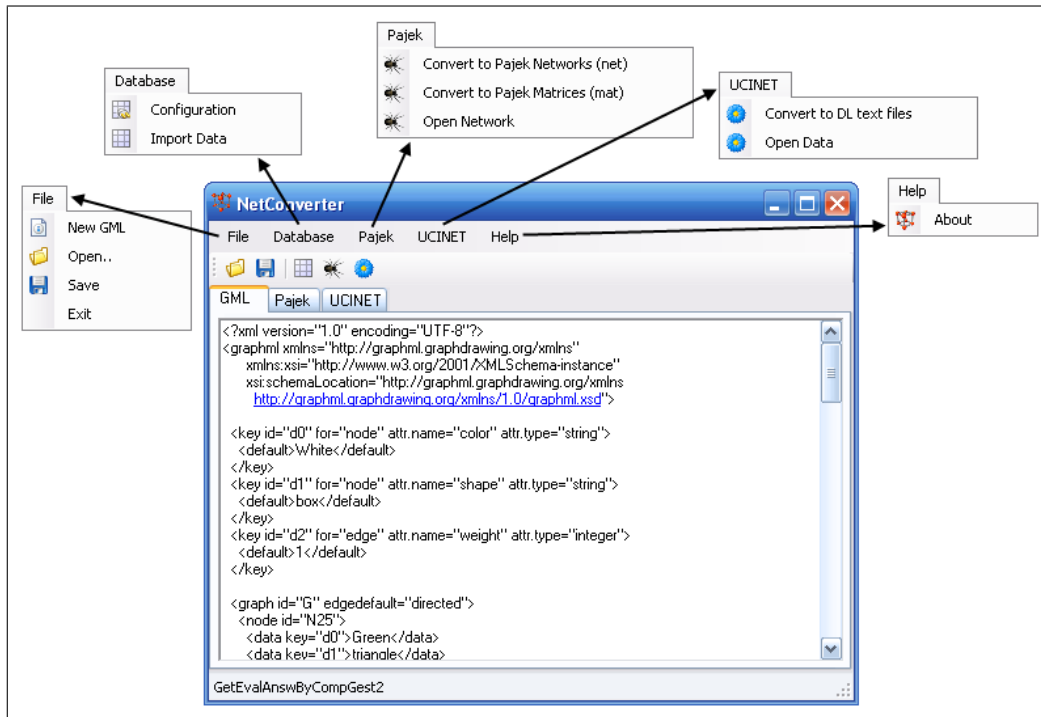 Pajek
Convert to Pajek Networks (net)
Convert to Pajek Matrices (mat)
Open Network
Database
Configuration
Import Data
UCINET
Convert to DL text files
Open Data
File
New GML
Open..
Save
Exit
Help
About
NetConverter
File Database Pajek UCINET Help
GML Pajek UCINET
<?xml version="1.0" encoding="UTF-8"?>
<graphml xmlns="http://graphml.graphdrawing.org/xmlns"
xmlns:xsi="http://www.w3.org/2001/XMLSchema-instance"
xsi:schemaLocation="http://graphml.graphdrawing.org/xmlns
http://graphml.graphdrawing.org/xmlns/1.0/graphml.xsd">
<key id="d0" for="node" attr.name="color" attr.type="string">
<default>White</default>
</key>
<key id="d1" for="node" attr.name="shape" attr.type="string">
<default>box</default>
</key>
<key id="d2" for="edge" attr.name="weight" attr.type="integer">
<default>1</default>
</key>
<graph id="G" edgedefault="directed">
<node id="N25">
<data key="d0">Green</data>
<data key="d1">triangle</data>
GetEvalAnswByCompGest2